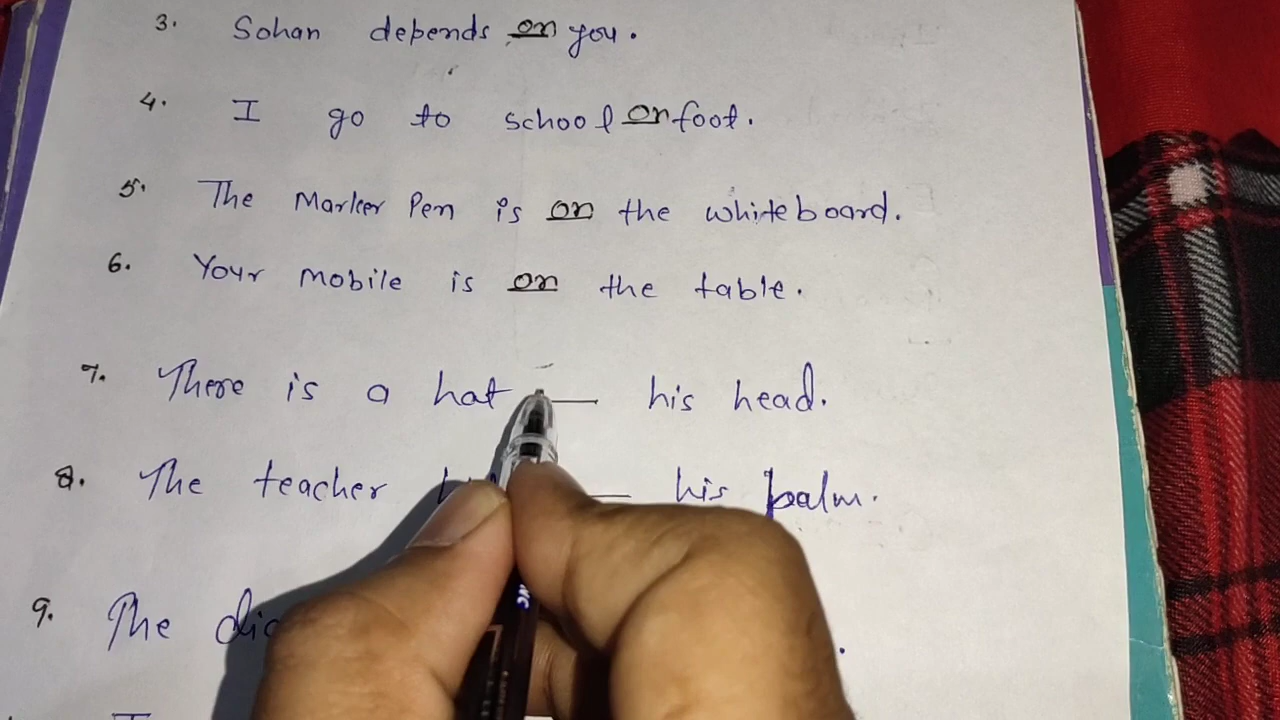 3. Sohan depends on you.
4. I go to school on foot.
5. The Marker Pen is on the whiteboard.
6. Your mobile is on the table.
7. There is a hat ___ his head.
8. The teacher ___ his palm.
9. The